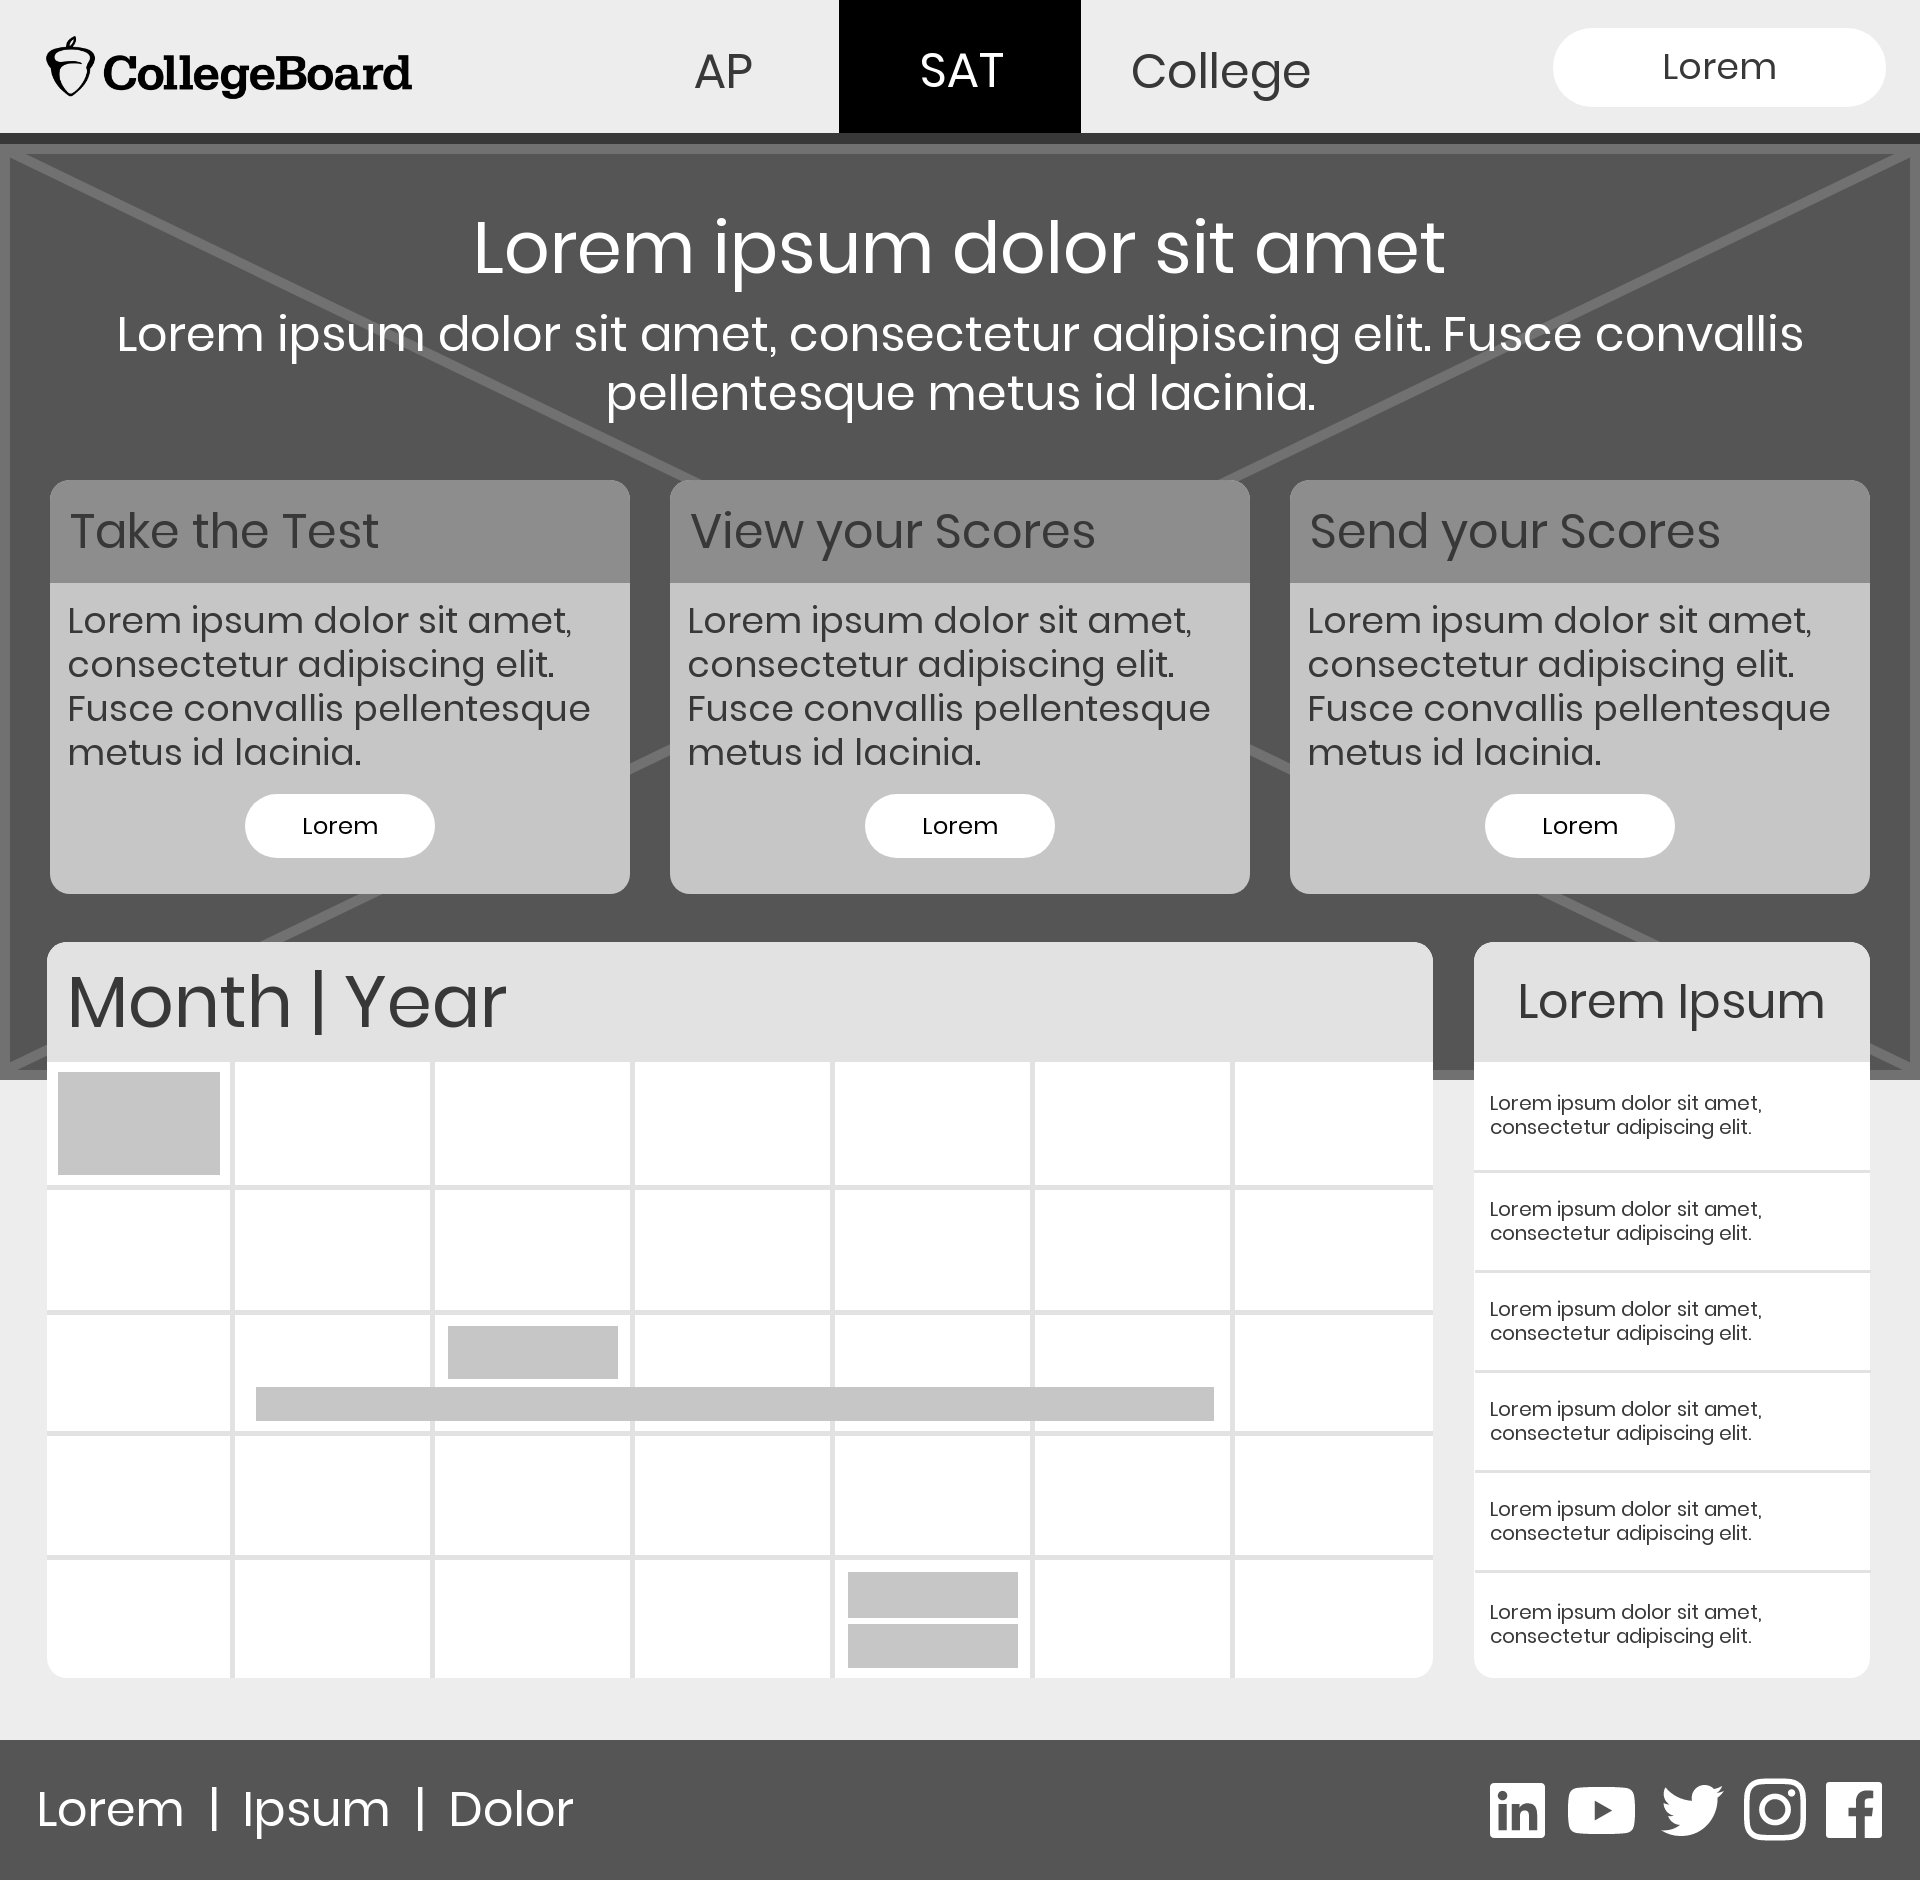 CollegeBoard
AP
SAT
College
Lorem
Lorem ipsum dolor sit amet
Lorem ipsum dolor sit amet, consectetur adipiscing elit. Fusce convallis
pellentesque metus id lacinia.
Take the Test
Lorem ipsum dolor sit amet,
consectetur adipiscing elit.
Fusce convallis pellentesque
metus id lacinia.
Lorem
View your Scores
Lorem ipsum dolor sit amet,
consectetur adipiscing elit.
Fusce convallis pellentesque
metus id lacinia.
Lorem
Send your Scores
Lorem ipsum dolor sit amet,
consectetur adipiscing elit.
Fusce convallis pellentesque
metus id lacinia.
Lorem
Month | Year
Lorem Ipsum
Lorem ipsum dolor sit amet,
consectetur adipiscing elit.
Lorem ipsum dolor sit amet,
consectetur adipiscing elit.
Lorem ipsum dolor sit amet,
consectetur adipiscing elit.
Lorem ipsum dolor sit amet,
consectetur adipiscing elit.
Lorem ipsum dolor sit amet,
consectetur adipiscing elit.
Lorem ipsum dolor sit amet,
consectetur adipiscing elit.
Lorem | Ipsum | Dolor